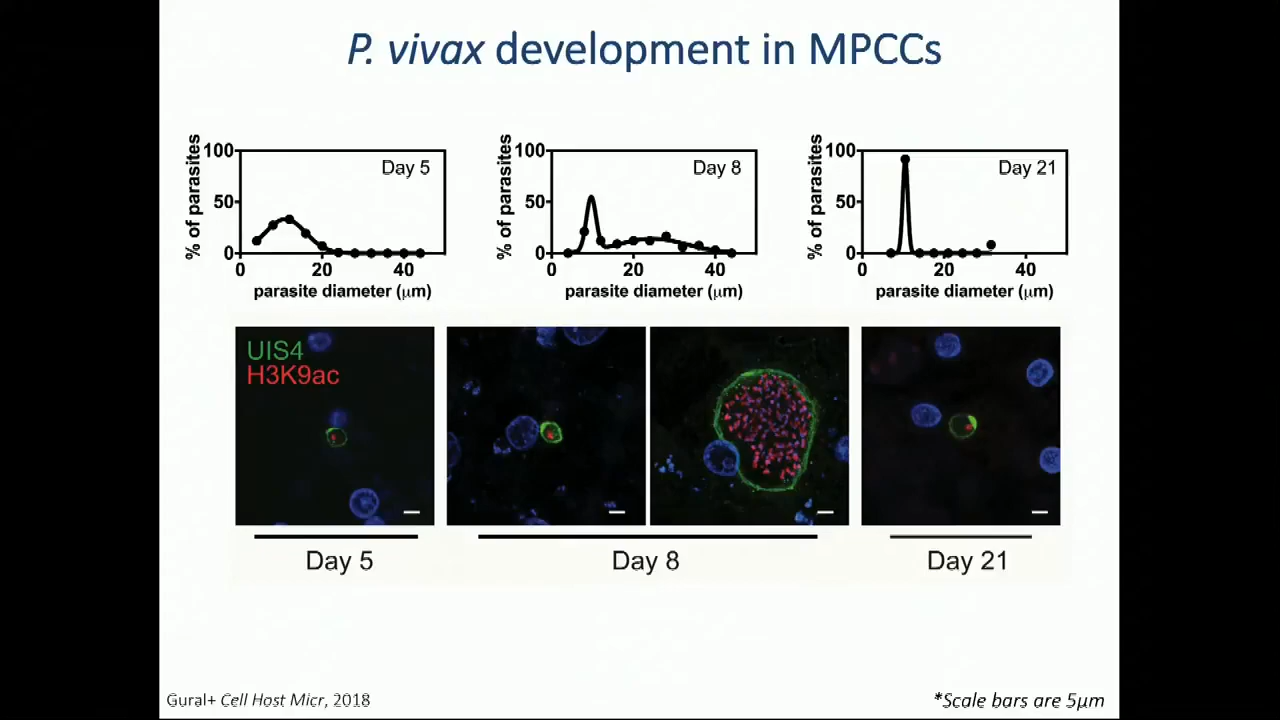 P. vivax development in MPCCs
% of parasites
100
50
0
Day 5
0
20
40
parasite diameter (µm)
% of parasites
100
50
0
Day 8
0
20
40
parasite diameter (µm)
% of parasites
100
50
0
Day 21
0
20
40
parasite diameter (µm)
UIS4
H3K9ac
Day 5
Day 8
Day 21
Gural+ Cell Host Micr, 2018
*Scale bars are 5µm